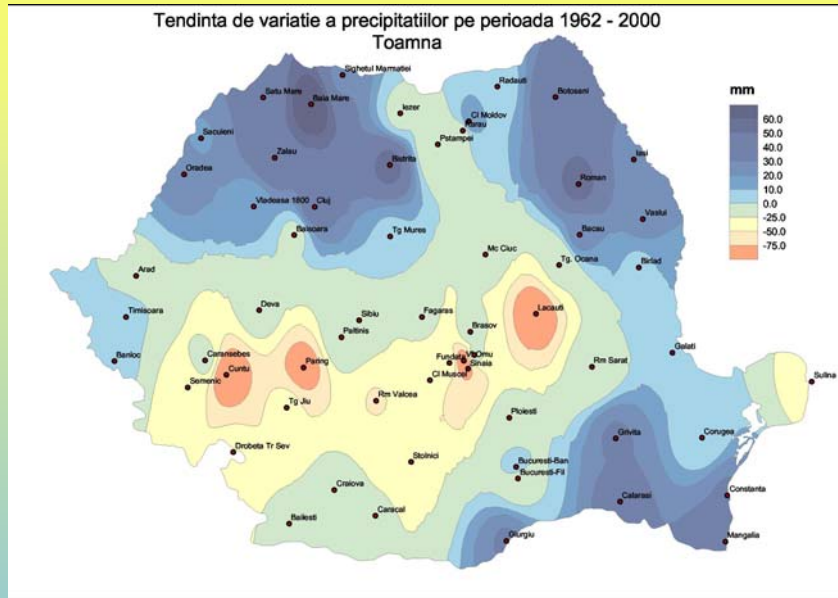 Tendinta de variatie a precipitatiilor pe perioada 1962 - 2000
Toamna
Sighetul Marmatiei
Satu Mare
Baia Mare
Radauti
Botosani
mm
Iezer
Cl Moldov
Rarau
60.0
50.0
40.0
30.0
20.0
10.0
0.0
-25.0
-50.0
-75.0
Sacuieni
Pstampei
Iasi
Oradea
Zalau
Bistrita
Roman
Vladeasa 1800
Cluj
Vaslui
Baisoara
Tg Mures
Bacau
Mc Ciuc
Tg. Ocana
Birlad
Arad
Timisoara
Deva
Sibiu
Fagaras
Lacauti
Paltinis
Brasov
Banloc
Caransebes
Cuntu
Paring
Fundata
VfOmu
Sinaia
Rm Sarat
Galati
Semenic
Cl Muscel
Sulina
Tg Jiu
Rm Valcea
Ploiesti
Grivita
Corugea
Drobeta Tr Sev
Stolnici
Bucuresti-Ban
Bucuresti-Fil
Craiova
Calarasi
Constanta
Bailesti
Caracal
Giurgiu
Mangalia